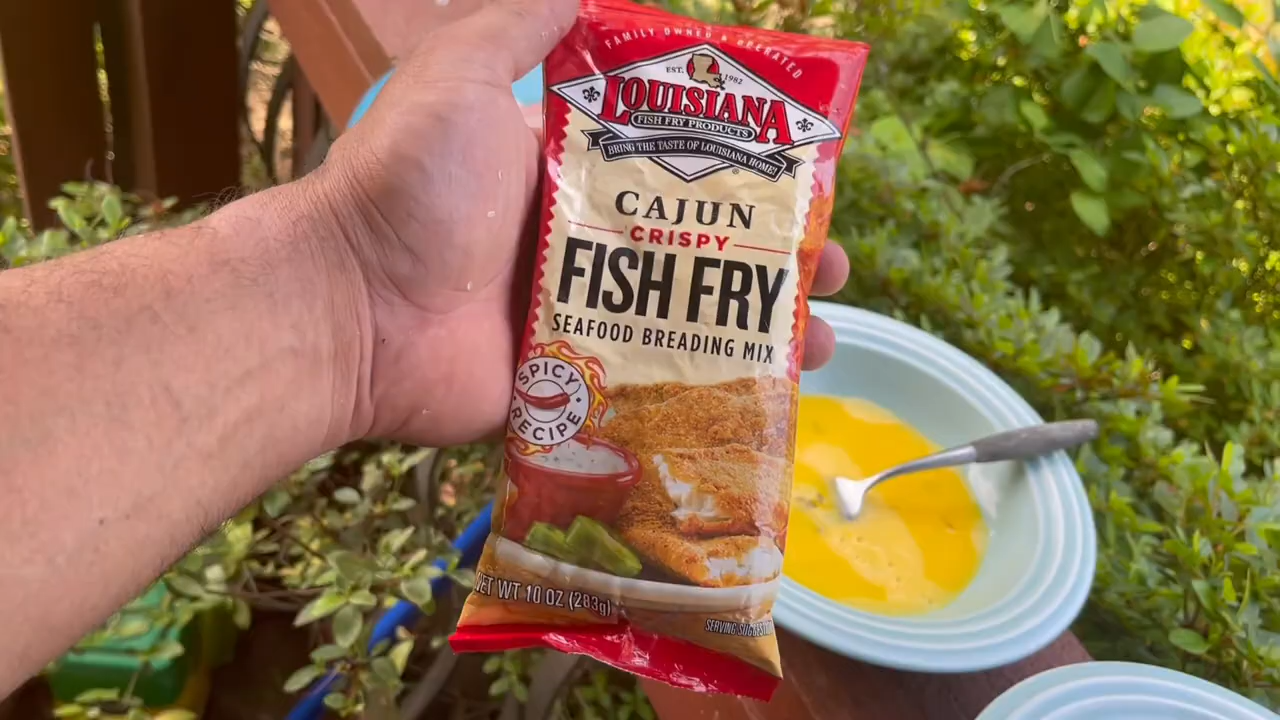 FAMILY OWNED & OPERATED
EST. 1982
LOUISIANA
FISH FRY PRODUCTS
BRING THE TASTE OF LOUISIANA HOME!
®
CAJUN
CRISPY
FISH FRY
SEAFOOD BREADING MIX
SPICY
RECIPE
NET WT 10 OZ (283g)
SERVING